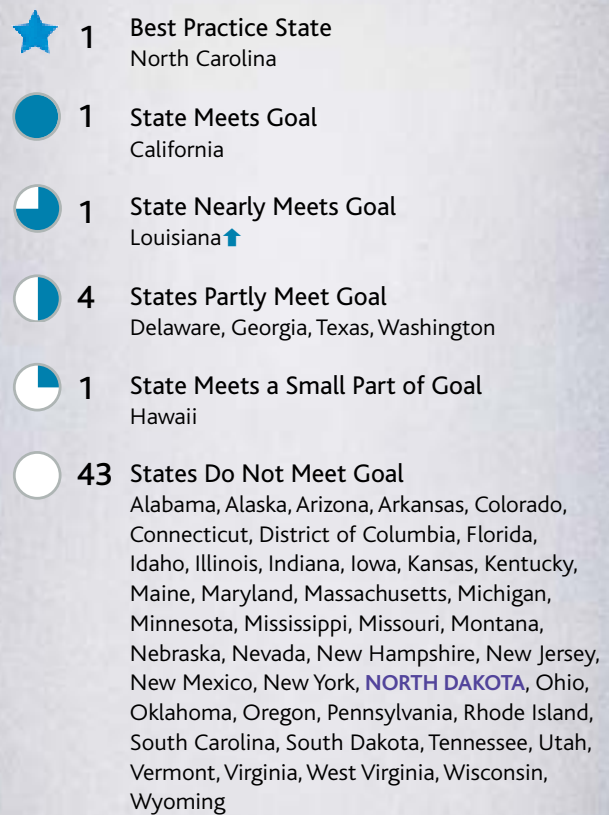 1 Best Practice State
North Carolina
1 State Meets Goal
California
1 State Nearly Meets Goal
Louisiana
4 States Partly Meet Goal
Delaware, Georgia, Texas, Washington
1 State Meets a Small Part of Goal
Hawaii
43 States Do Not Meet Goal
Alabama, Alaska, Arizona, Arkansas, Colorado,
Connecticut, District of Columbia, Florida,
Idaho, Illinois, Indiana, Iowa, Kansas, Kentucky,
Maine, Maryland, Massachusetts, Michigan,
Minnesota, Mississippi, Missouri, Montana,
Nebraska, Nevada, New Hampshire, New Jersey,
New Mexico, New York, NORTH DAKOTA, Ohio,
Oklahoma, Oregon, Pennsylvania, Rhode Island,
South Carolina, South Dakota, Tennessee, Utah,
Vermont, Virginia, West Virginia, Wisconsin,
Wyoming